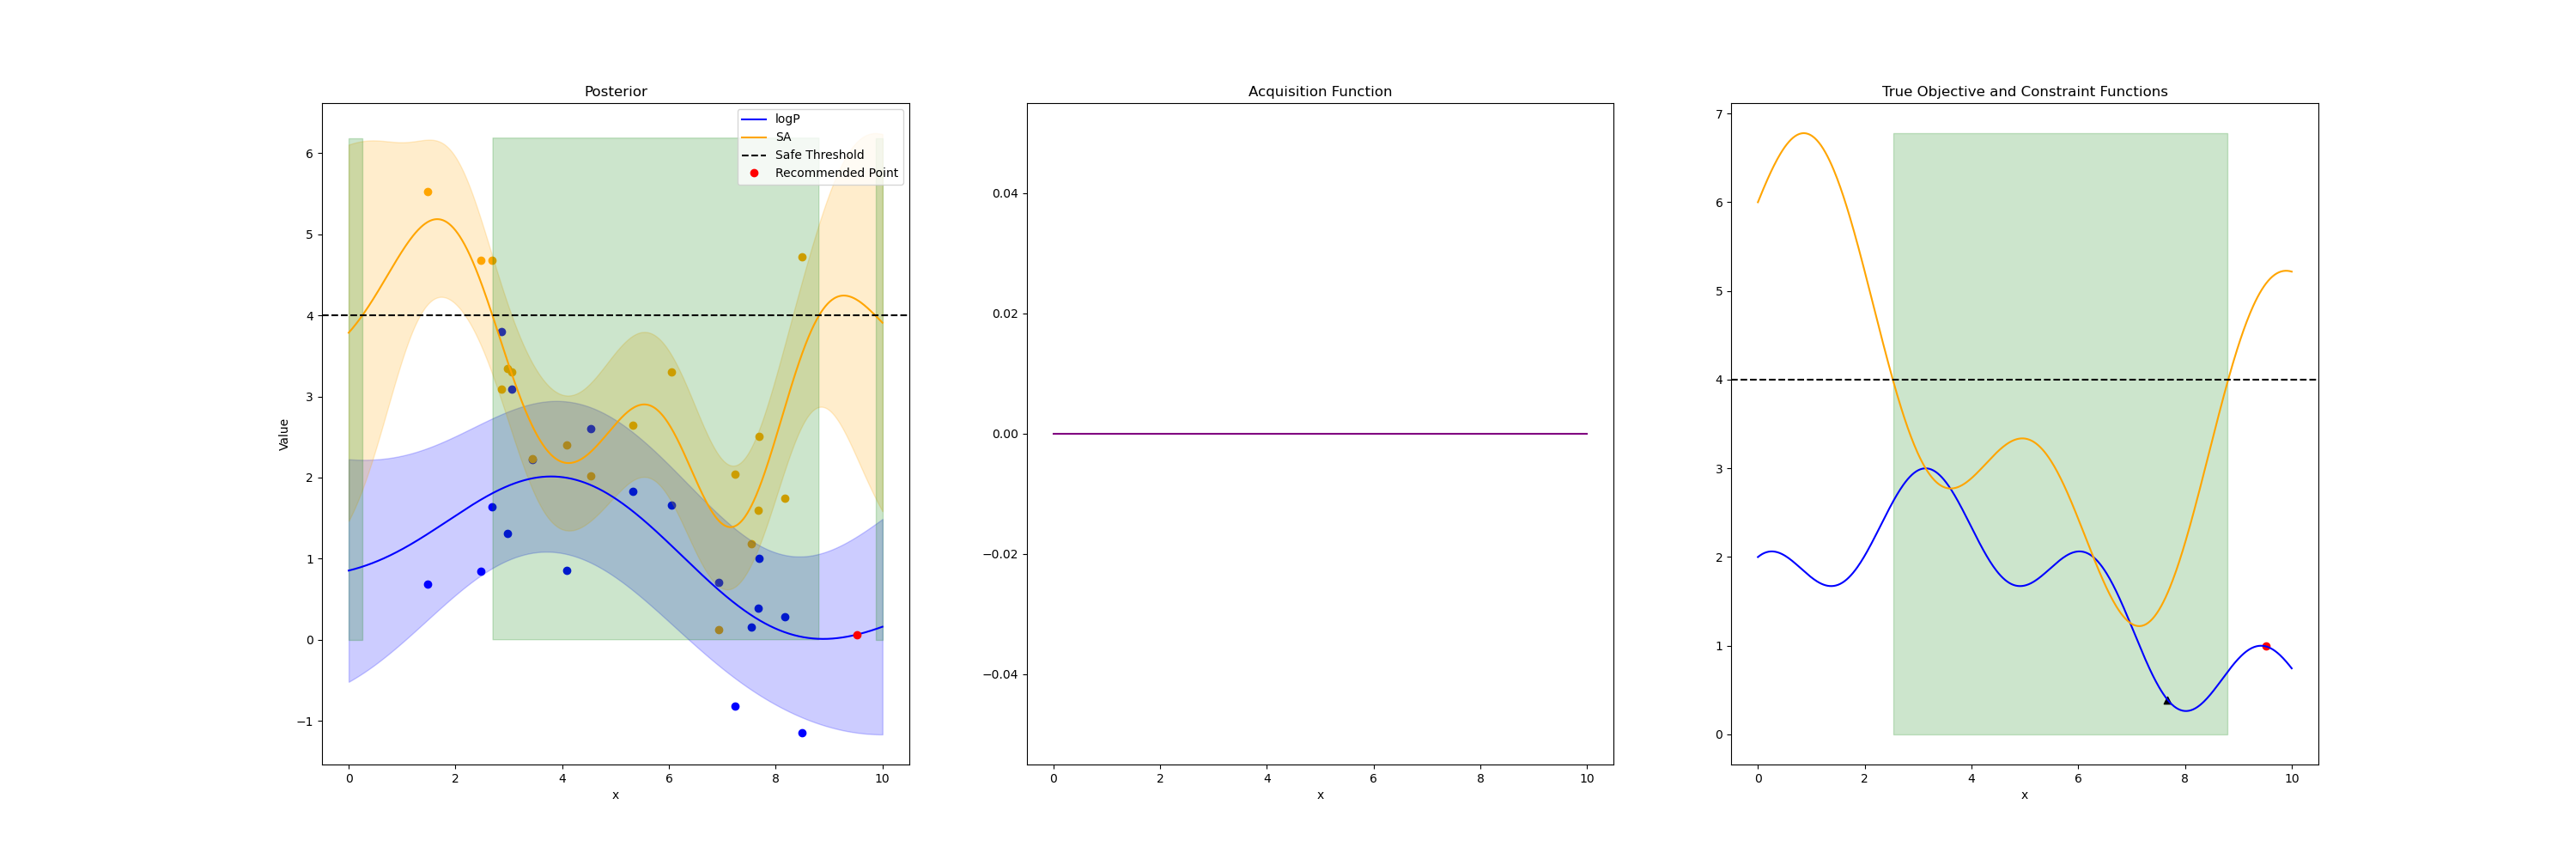 Posterior
logP
SA
Safe Threshold
Recommended Point
6
5
4
3
2
1
0
−1
Value
0 2 4 6 8 10
x
Acquisition Function
0.04
0.02
0.00
−0.02
−0.04
0 2 4 6 8 10
x
True Objective and Constraint Functions
7
6
5
4
3
2
1
0
0 2 4 6 8 10
x